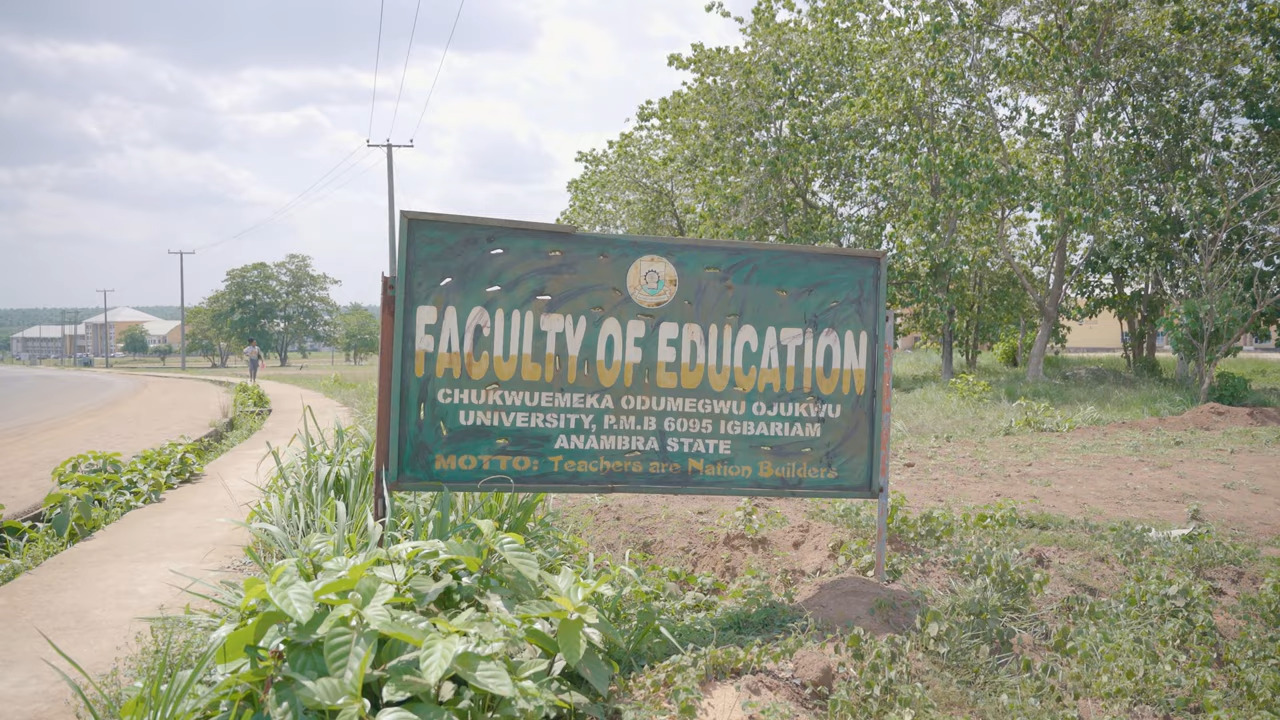 FACULTY OF EDUCATION
CHUKWUEMEKA ODUMEGWU OJUKWU
UNIVERSITY, P.M.B 6095 IGBARIAM
ANAMBRA STATE
MOTTO: Teachers are Nation Builders